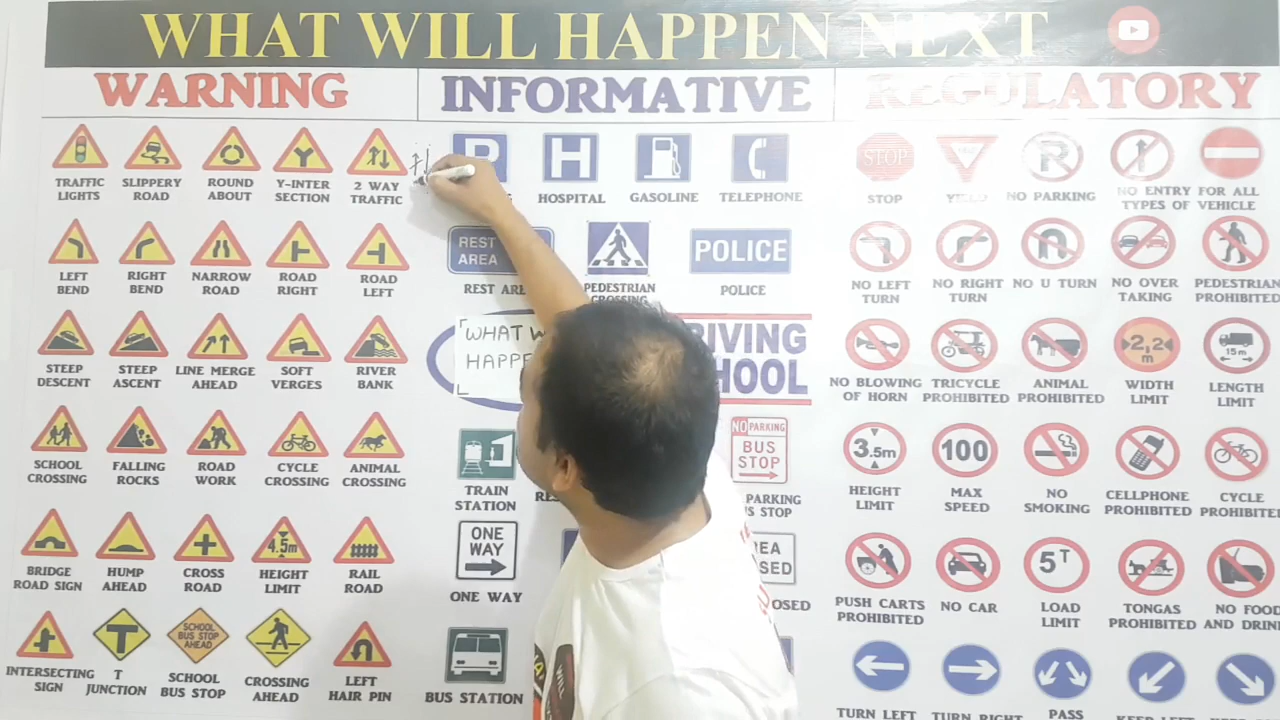 WHAT WILL HAPPEN NEXT
WARNING
INFORMATIVE
REGULATORY
TRAFFIC LIGHTS
SLIPPERY ROAD
ROUND ABOUT
Y-INTER SECTION
2 WAY TRAFFIC
P
H
HOSPITAL
GASOLINE
TELEPHONE
STOP
STOP
YIELD
R
NO PARKING
NO ENTRY FOR ALL TYPES OF VEHICLE
LEFT BEND
RIGHT BEND
NARROW ROAD
ROAD RIGHT
ROAD LEFT
REST AREA
REST ARE
PEDESTRIAN CROSSING
POLICE
POLICE
NO LEFT TURN
NO RIGHT TURN
NO U TURN
NO OVER TAKING
PEDESTRIAN PROHIBITED
STEEP DESCENT
STEEP ASCENT
LINE MERGE AHEAD
SOFT VERGES
RIVER BANK
WHAT W
HAPPE
RIVING
HOOL
NO BLOWING OF HORN
TRICYCLE PROHIBITED
ANIMAL PROHIBITED
2,2m
WIDTH LIMIT
15 m
LENGTH LIMIT
SCHOOL CROSSING
FALLING ROCKS
ROAD WORK
CYCLE CROSSING
ANIMAL CROSSING
TRAIN STATION
RE
NO PARKING
BUS STOP
PARKING
S STOP
3.5m
HEIGHT LIMIT
100
MAX SPEED
NO SMOKING
CELLPHONE PROHIBITED
CYCLE PROHIBITE
BRIDGE ROAD SIGN
HUMP AHEAD
CROSS ROAD
4.5m
HEIGHT LIMIT
RAIL ROAD
ONE WAY
ONE WAY
REA
SED
OSED
PUSH CARTS PROHIBITED
NO CAR
5T
LOAD LIMIT
TONGAS PROHIBITED
NO FOOD AND DRIN
INTERSECTING SIGN
T JUNCTION
SCHOOL BUS STOP AHEAD
SCHOOL BUS STOP
CROSSING AHEAD
LEFT HAIR PIN
BUS STATION
TURN LEFT
TURN RIGHT
PASS
KEEP LEFT